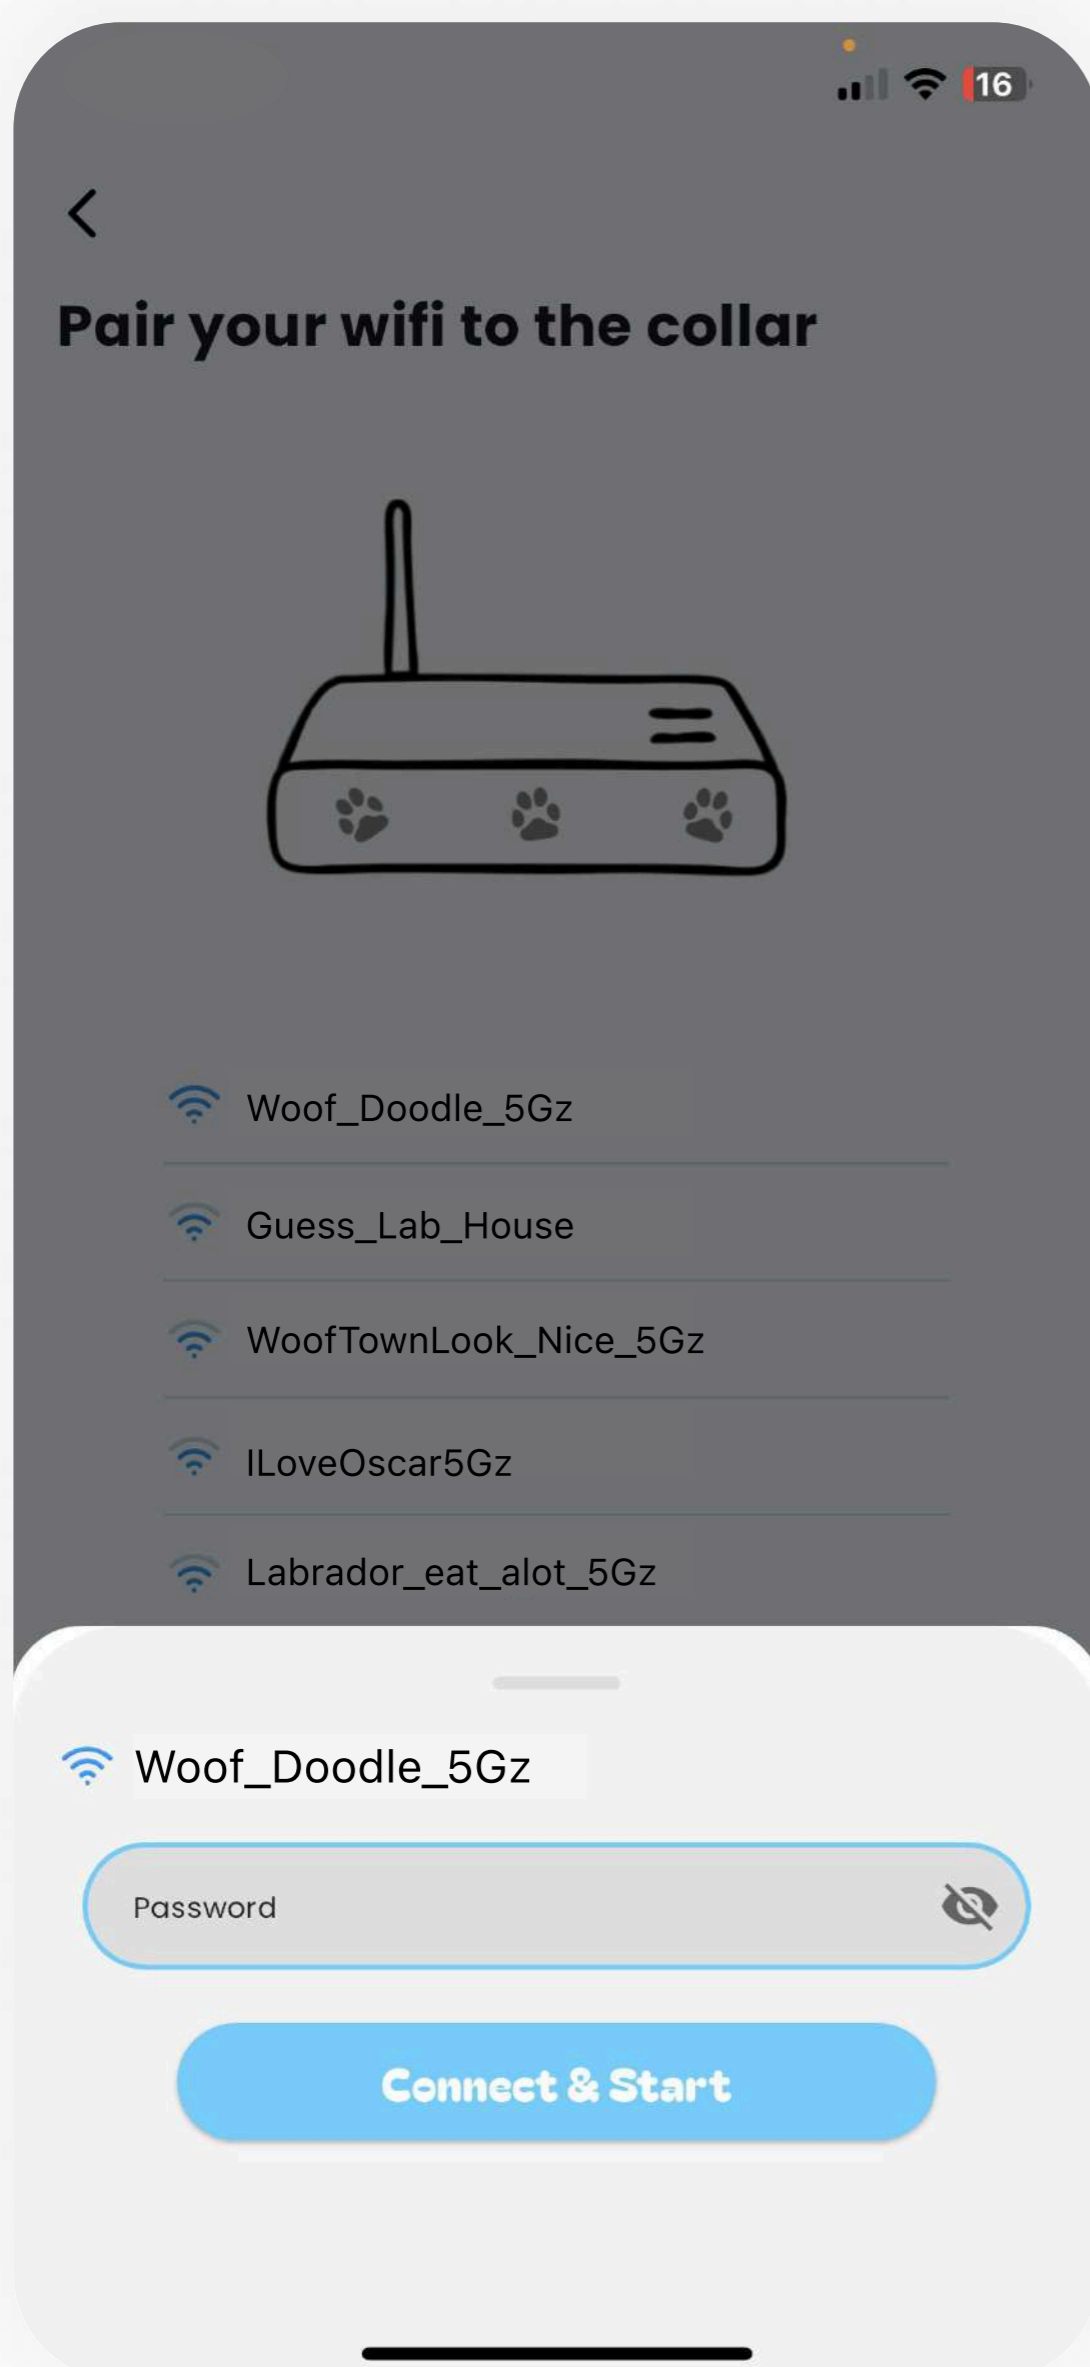 16
Pair your wifi to the collar
Woof_Doodle_5Gz
Guess_Lab_House
WoofTownLook_Nice_5Gz
ILoveOscar5Gz
Labrador_eat_alot_5Gz
Woof_Doodle_5Gz
Password
Connect & Start